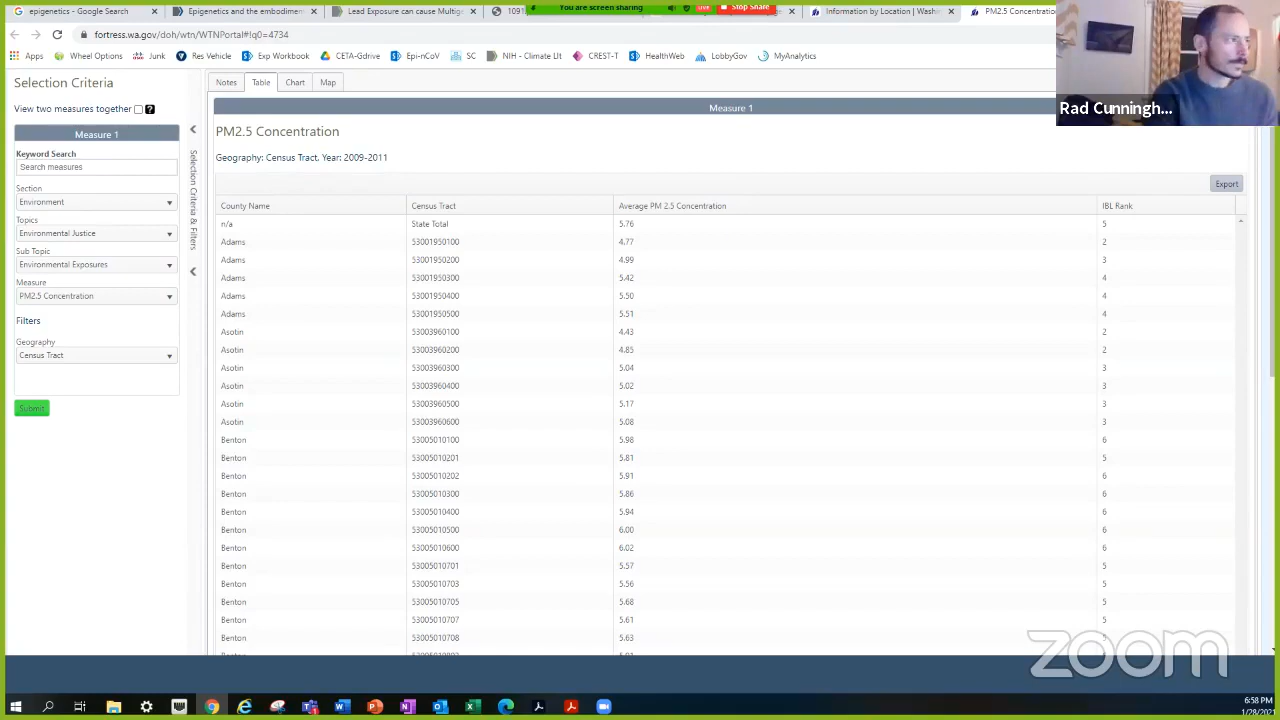 epigenetics - Google Search
Epigenetics and the embodimen
Lead Exposure can cause Multig
1091
You are screen sharing
LIVE
Stop Share
Information by Location | Washin
PM2.5 Concentration
fortress.wa.gov/doh/wtn/WTNPortal#!q0=4734
Apps
Wheel Options
Junk
Res Vehicle
Exp Workbook
CETA-Gdrive
Epi-nCoV
SC
NIH - Climate LIt
CREST-T
HealthWeb
LobbyGov
MyAnalytics
Rad Cunningh...
Selection Criteria
View two measures together ?
Measure 1
Keyword Search
Search measures
Section
Environment
Topics
Environmental Justice
Sub Topic
Environmental Exposures
Measure
PM2.5 Concentration
Filters
Geography
Census Tract
Submit
Selection Criteria & Filters
Notes
Table
Chart
Map
Measure 1
PM2.5 Concentration
Geography: Census Tract. Year: 2009-2011
Export
County Name Census Tract Average PM 2.5 Concentration IBL Rank
n/a State Total 5.76 5
Adams 53001950100 4.77 2
Adams 53001950200 4.99 3
Adams 53001950300 5.42 4
Adams 53001950400 5.50 4
Adams 53001950500 5.51 4
Asotin 53003960100 4.43 2
Asotin 53003960200 4.85 2
Asotin 53003960300 5.04 3
Asotin 53003960400 5.02 3
Asotin 53003960500 5.17 3
Asotin 53003960600 5.08 3
Benton 53005010100 5.98 6
Benton 53005010201 5.81 5
Benton 53005010202 5.91 6
Benton 53005010300 5.86 6
Benton 53005010400 5.94 6
Benton 53005010500 6.00 6
Benton 53005010600 6.02 6
Benton 53005010701 5.57 5
Benton 53005010703 5.56 5
Benton 53005010705 5.68 5
Benton 53005010707 5.61 5
Benton 53005010708 5.63 5
zoom
6:58 PM
1/28/2021